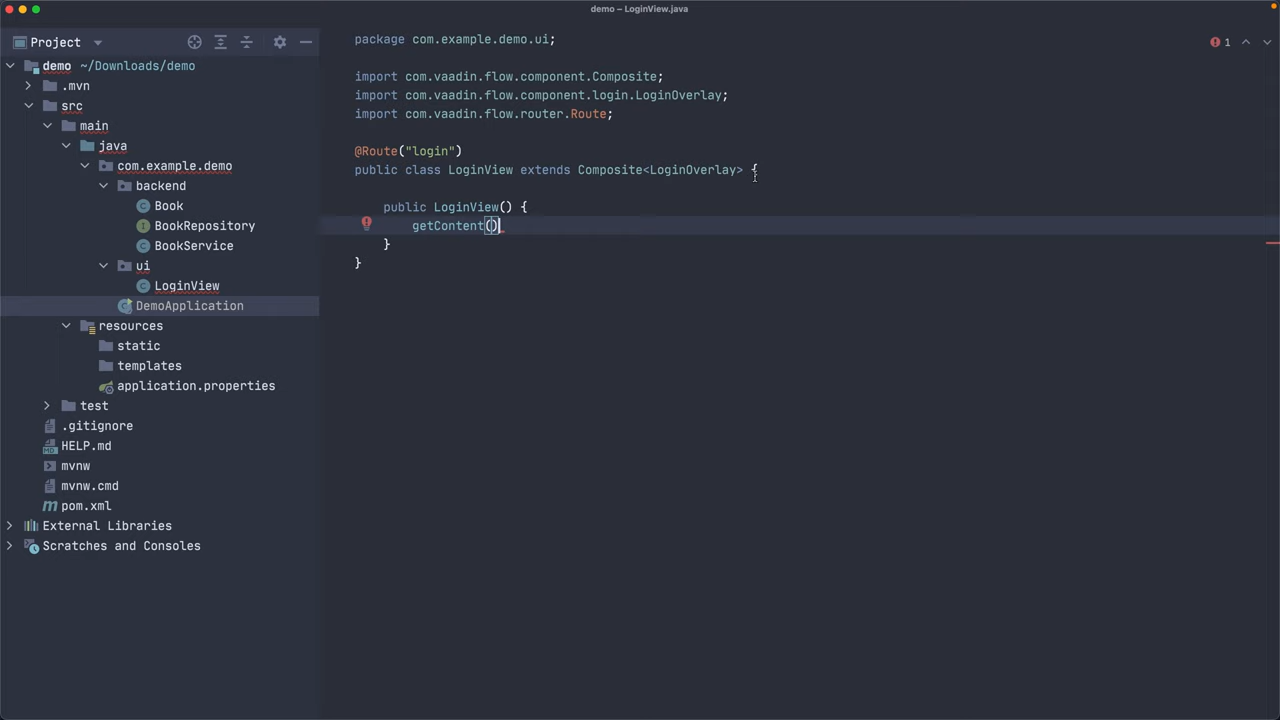 demo – LoginView.java
Project
demo ~/Downloads/demo
.mvn
src
main
java
com.example.demo
backend
Book
BookRepository
BookService
ui
LoginView
DemoApplication
resources
static
templates
application.properties
test
.gitignore
HELP.md
mvnw
mvnw.cmd
pom.xml
External Libraries
Scratches and Consoles
package com.example.demo.ui;
import com.vaadin.flow.component.Composite;
import com.vaadin.flow.component.login.LoginOverlay;
import com.vaadin.flow.router.Route;
@Route("login")
public class LoginView extends Composite<LoginOverlay> {
public LoginView() {
getContent()
}
}
1